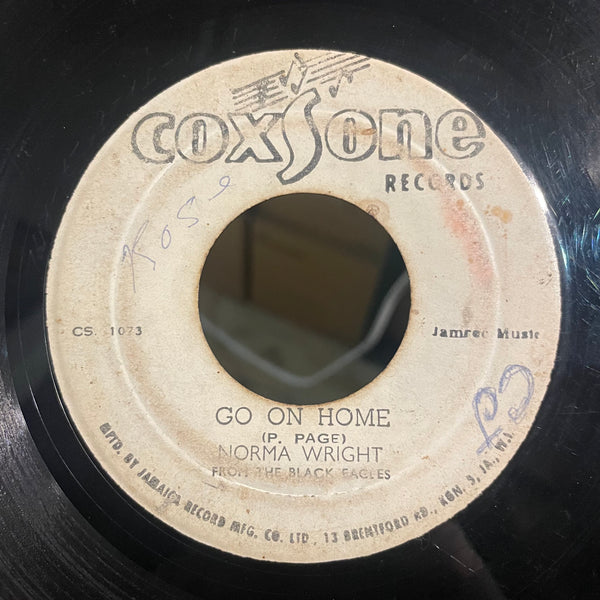 coxsone
RECORDS
®
Rose
CS. 1073
Jamrec Music
GO ON HOME
(P. PAGE)
NORMA WRIGHT
FROM THE BLACK EAGLES
MFTD. BY JAMAICA RECORD MFG. CO. LTD., 13 BRENTFORD RD., KGN. 5, JA., W.I.